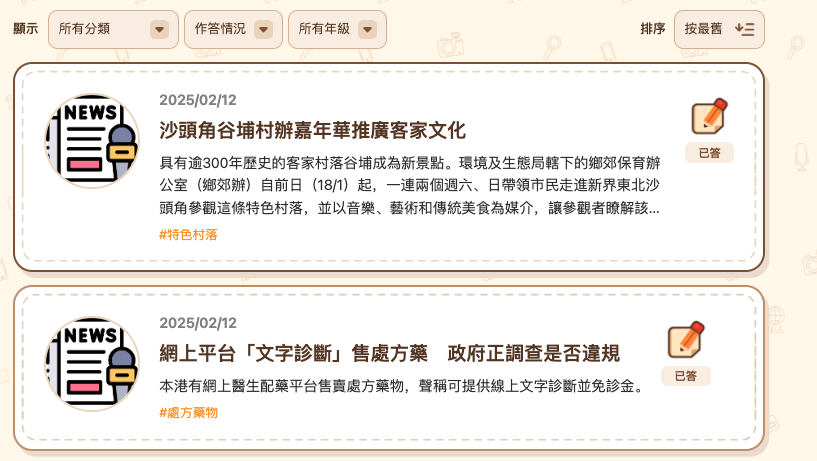 顯示 所有分類 作答情況 所有年級 排序 按最舊
NEWS
2025/02/12
沙頭角谷埔村辦嘉年華推廣客家文化
具有逾300年歷史的客家村落谷埔成為新景點。環境及生態局轄下的鄉郊保育辦
公室（鄉郊辦）自前日（18/1）起，一連兩個週六、日帶領市民走進新界東北沙
頭角參觀這條特色村落，並以音樂、藝術和傳統美食為媒介，讓參觀者瞭解該...
#特色村落
已答
NEWS
2025/02/12
網上平台「文字診斷」售處方藥　政府正調查是否違規
本港有網上醫生配藥平台售賣處方藥物，聲稱可提供線上文字診斷並免診金。
#處方藥物
已答